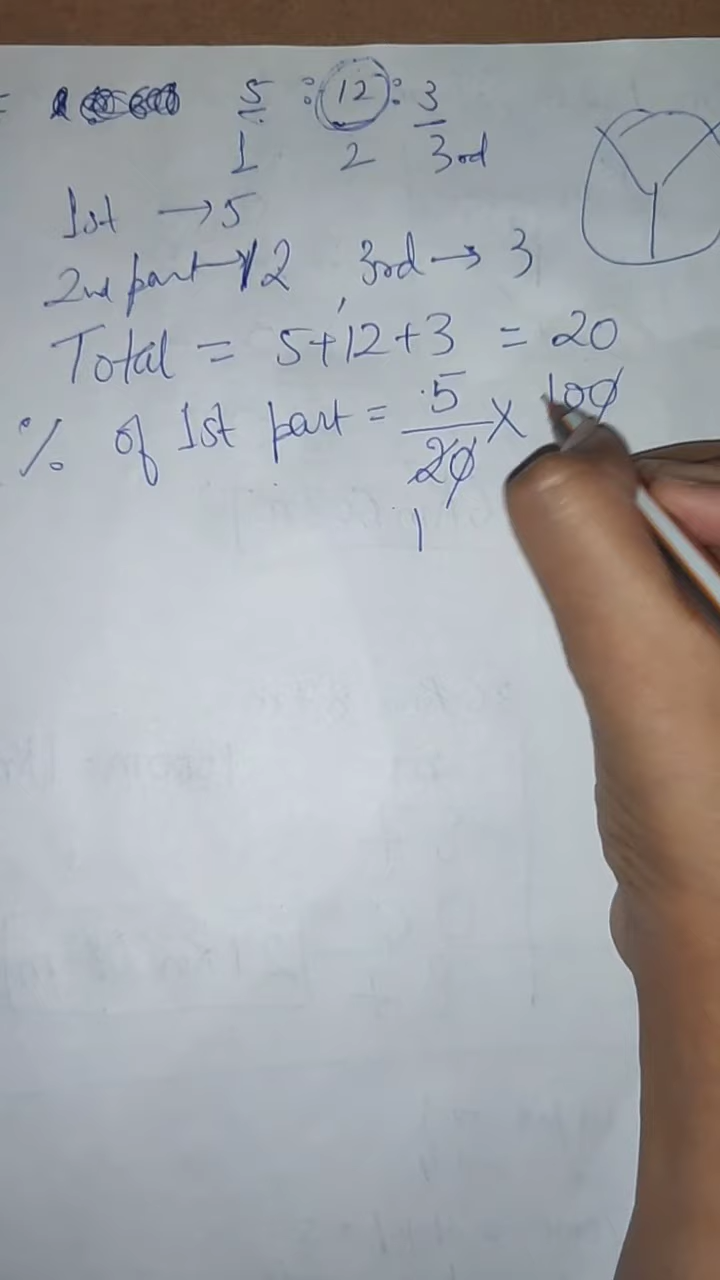 = 5 : 12 : 3
1 2 3rd
1st → 5
2nd part → 12 3rd → 3
Total = 5+12+3 = 20
% of 1st part = 5/20 × 100
1